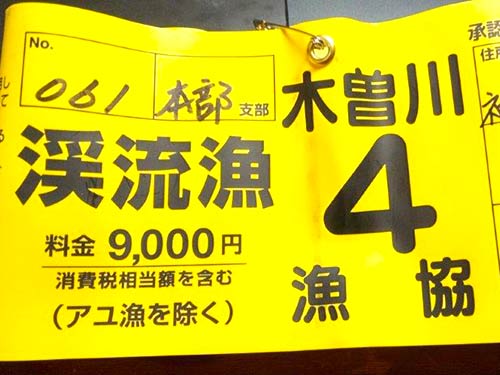 No.
061 本部 支部
渓流漁
料金 9,000円
消費税相当額を含む
(アユ漁を除く)
木曽川
4
漁協
承認
住所